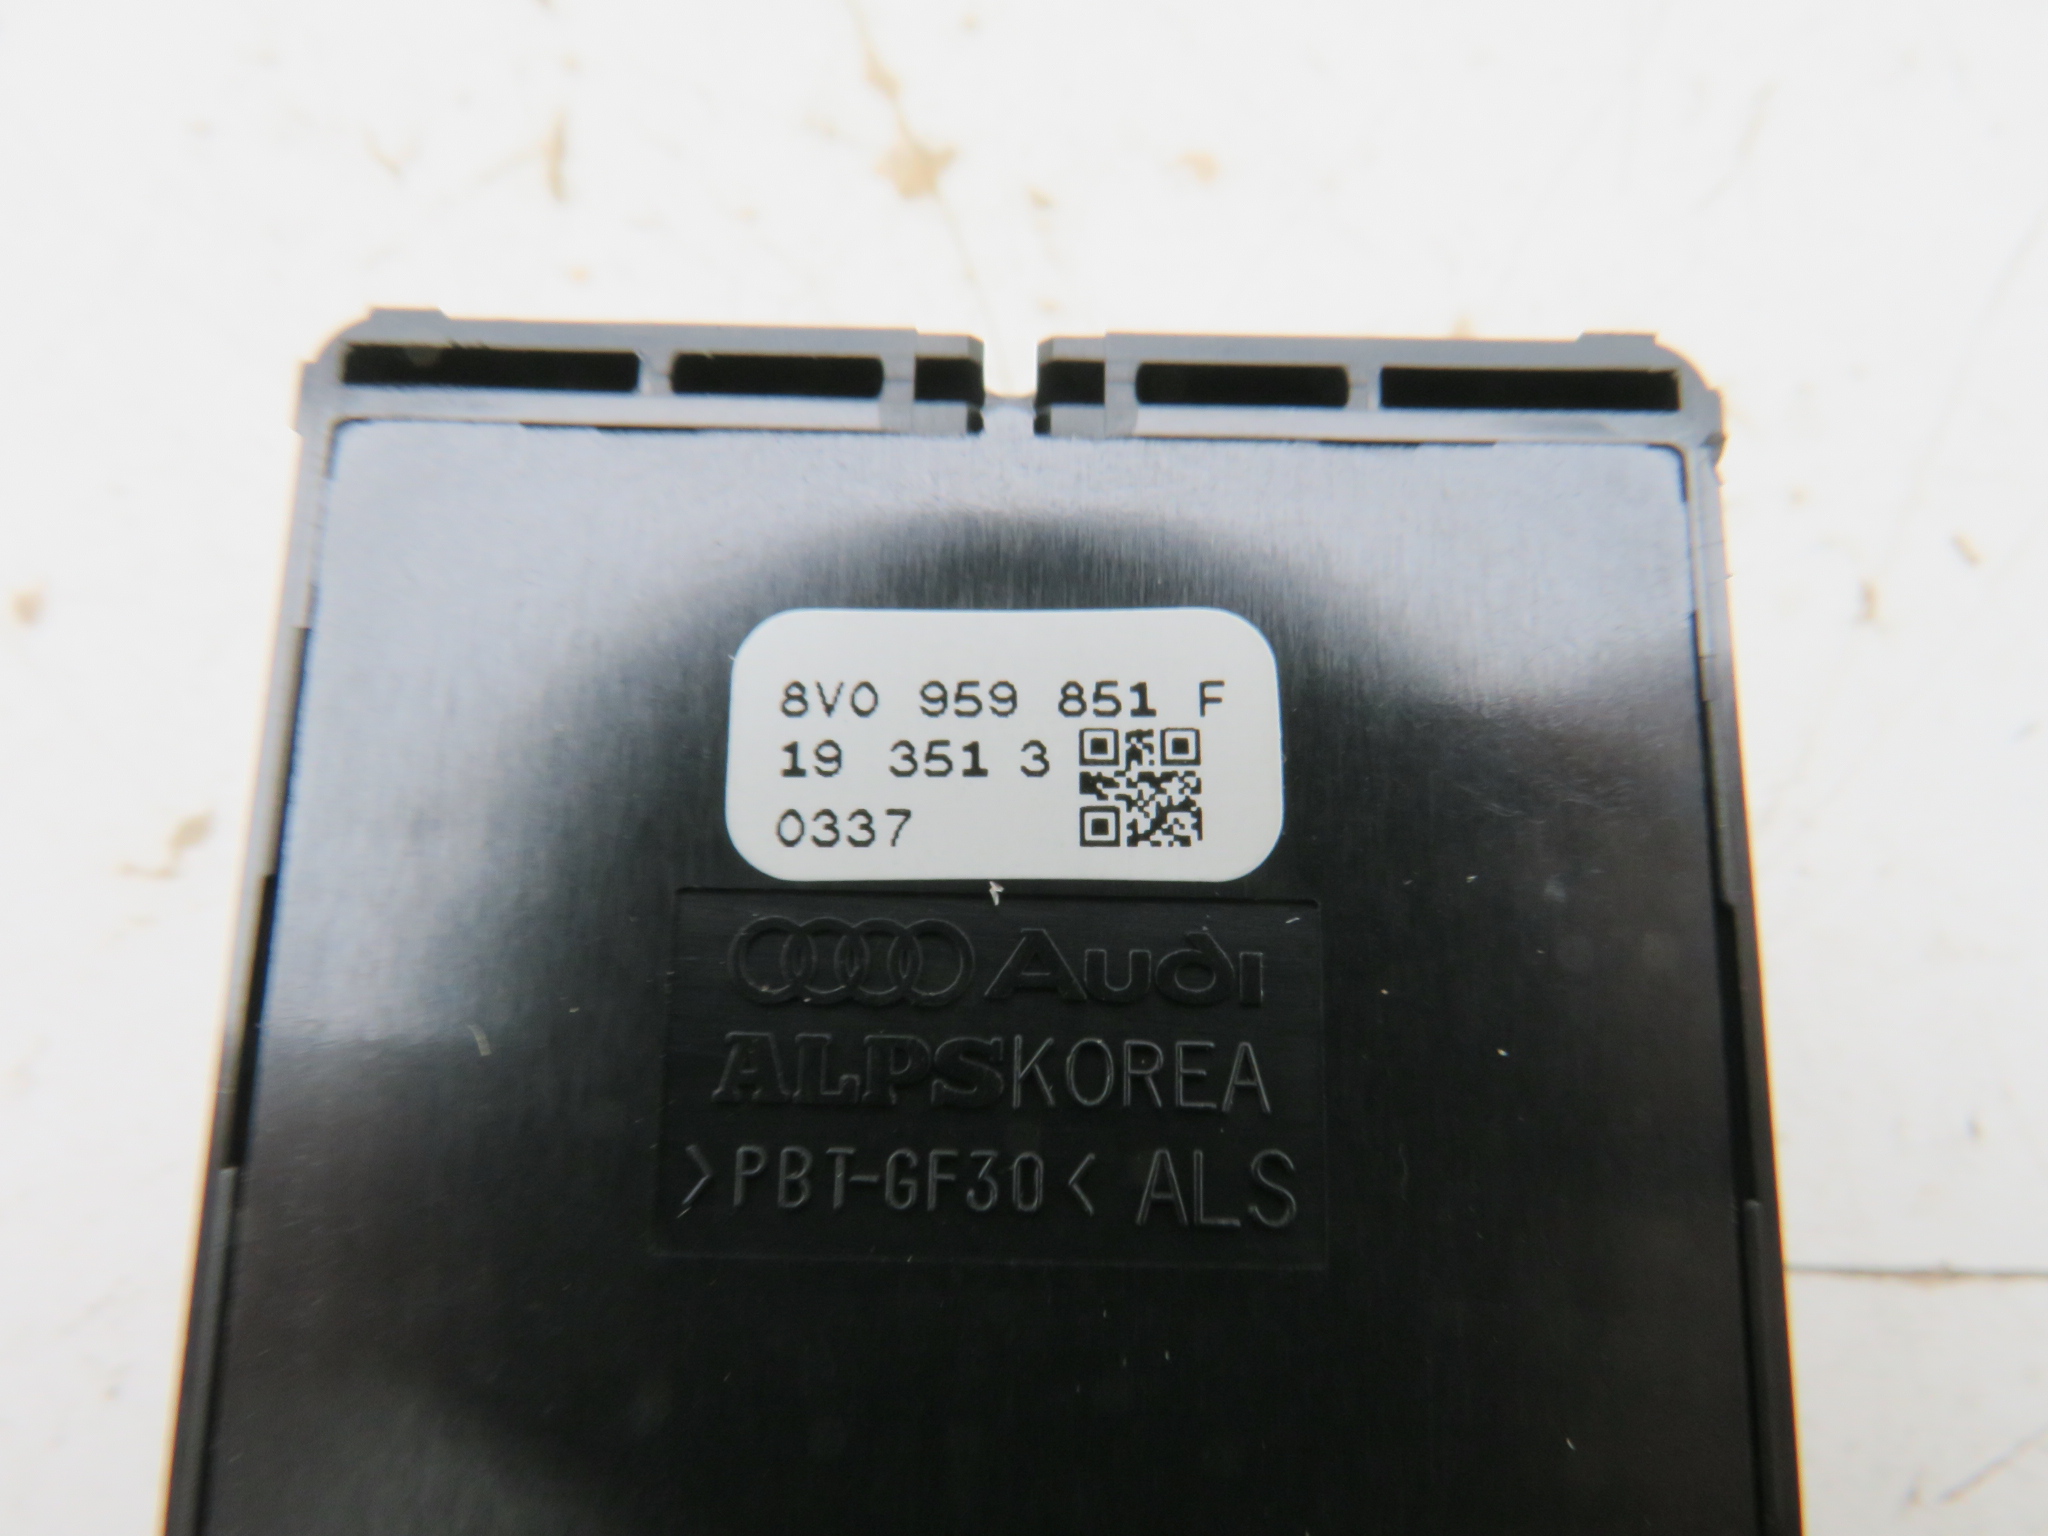 8V0 959 851 F
19 351 3
0337
Audi
ALPSKOREA
>PBT-GF30< ALS